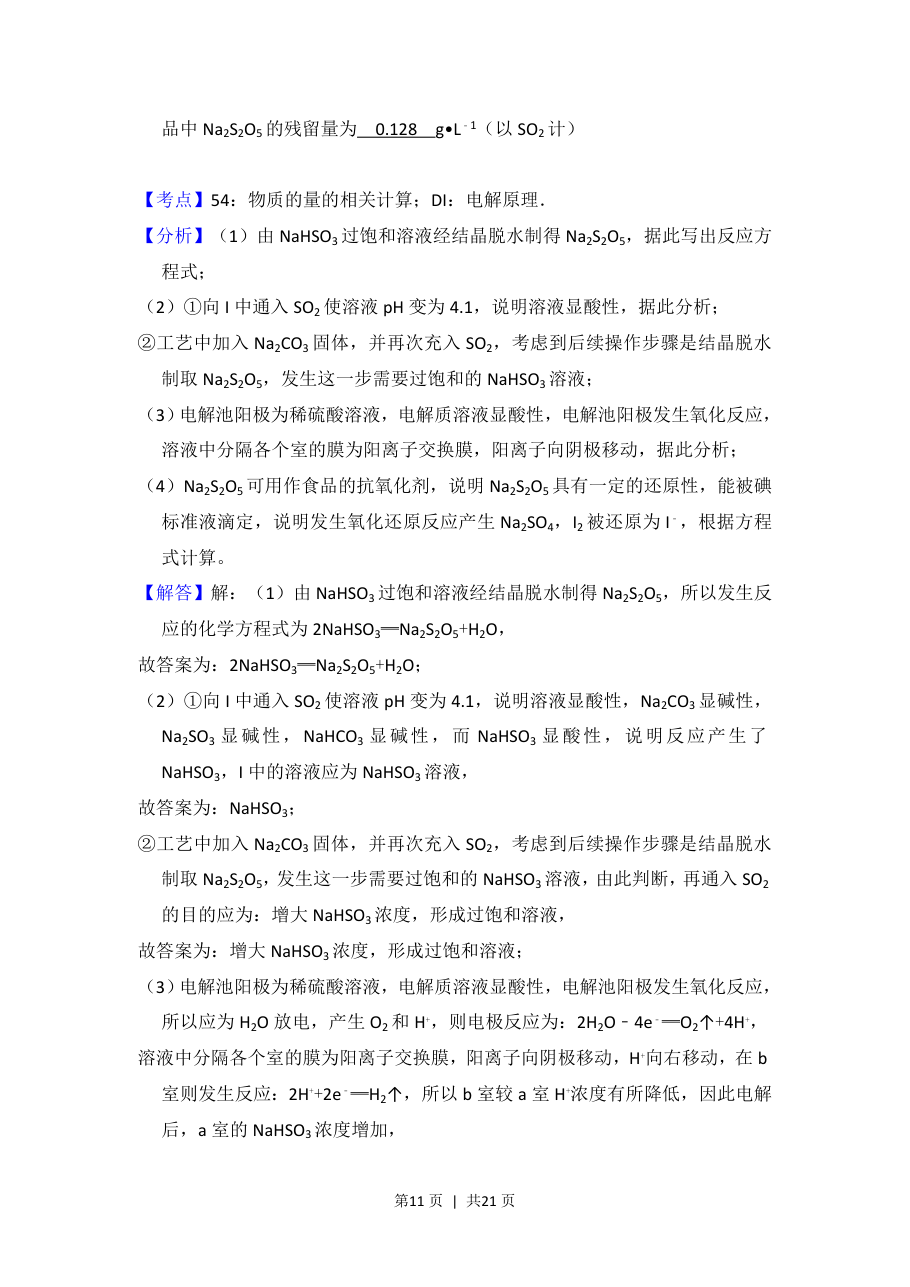 品中 Na₂S₂O₅ 的残留量为 0.128 g•L⁻¹（以 SO₂ 计）
【考点】54：物质的量的相关计算；DI：电解原理．
【分析】（1）由 NaHSO₃ 过饱和溶液经结晶脱水制得 Na₂S₂O₅，据此写出反应方
程式；
（2）①向 I 中通入 SO₂ 使溶液 pH 变为 4.1，说明溶液显酸性，据此分析；
②工艺中加入 Na₂CO₃ 固体，并再次充入 SO₂，考虑到后续操作步骤是结晶脱水
制取 Na₂S₂O₅，发生这一步需要过饱和的 NaHSO₃ 溶液；
（3）电解池阳极为稀硫酸溶液，电解质溶液显酸性，电解池阳极发生氧化反应，
溶液中分隔各个室的膜为阳离子交换膜，阳离子向阴极移动，据此分析；
（4）Na₂S₂O₅ 可用作食品的抗氧化剂，说明 Na₂S₂O₅ 具有一定的还原性，能被碘
标准液滴定，说明发生氧化还原反应产生 Na₂SO₄，I₂ 被还原为 I⁻，根据方程
式计算。
【解答】解：（1）由 NaHSO₃ 过饱和溶液经结晶脱水制得 Na₂S₂O₅，所以发生反
应的化学方程式为 2NaHSO₃═Na₂S₂O₅+H₂O，
故答案为：2NaHSO₃═Na₂S₂O₅+H₂O；
（2）①向 I 中通入 SO₂ 使溶液 pH 变为 4.1，说明溶液显酸性，Na₂CO₃ 显碱性，
Na₂SO₃ 显碱性，NaHCO₃ 显碱性，而 NaHSO₃ 显酸性，说明反应产生了
NaHSO₃，I 中的溶液应为 NaHSO₃ 溶液，
故答案为：NaHSO₃；
②工艺中加入 Na₂CO₃ 固体，并再次充入 SO₂，考虑到后续操作步骤是结晶脱水
制取 Na₂S₂O₅，发生这一步需要过饱和的 NaHSO₃ 溶液，由此判断，再通入 SO₂
的目的应为：增大 NaHSO₃ 浓度，形成过饱和溶液，
故答案为：增大 NaHSO₃ 浓度，形成过饱和溶液；
（3）电解池阳极为稀硫酸溶液，电解质溶液显酸性，电解池阳极发生氧化反应，
所以应为 H₂O 放电，产生 O₂ 和 H⁺，则电极反应为：2H₂O﹣4e⁻═O₂↑+4H⁺，
溶液中分隔各个室的膜为阳离子交换膜，阳离子向阴极移动，H⁺向右移动，在 b
室则发生反应：2H⁺+2e⁻═H₂↑，所以 b 室较 a 室 H⁺浓度有所降低，因此电解
后，a 室的 NaHSO₃ 浓度增加，
第11 页 | 共21 页